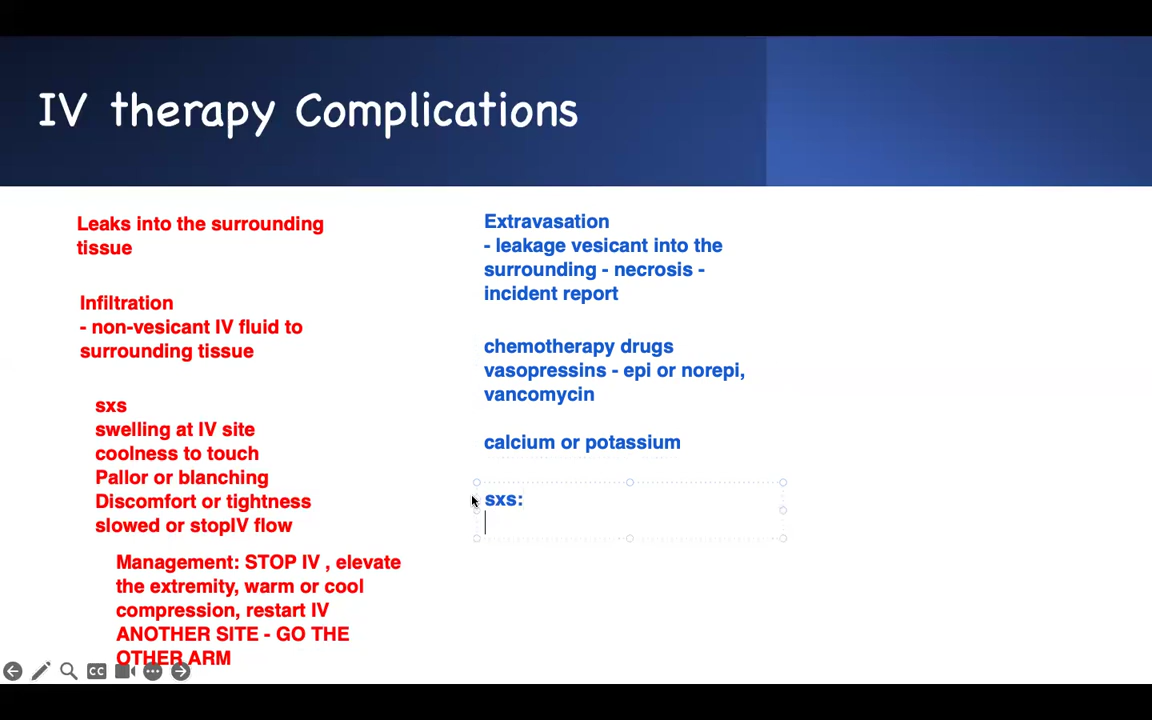 IV therapy Complications
Leaks into the surrounding
tissue
Infiltration
- non-vesicant IV fluid to
surrounding tissue
sxs
swelling at IV site
coolness to touch
Pallor or blanching
Discomfort or tightness
slowed or stopIV flow
Management: STOP IV , elevate
the extremity, warm or cool
compression, restart IV
ANOTHER SITE - GO THE
OTHER ARM
Extravasation
- leakage vesicant into the
surrounding - necrosis -
incident report
chemotherapy drugs
vasopressins - epi or norepi,
vancomycin
calcium or potassium
sxs:
CC